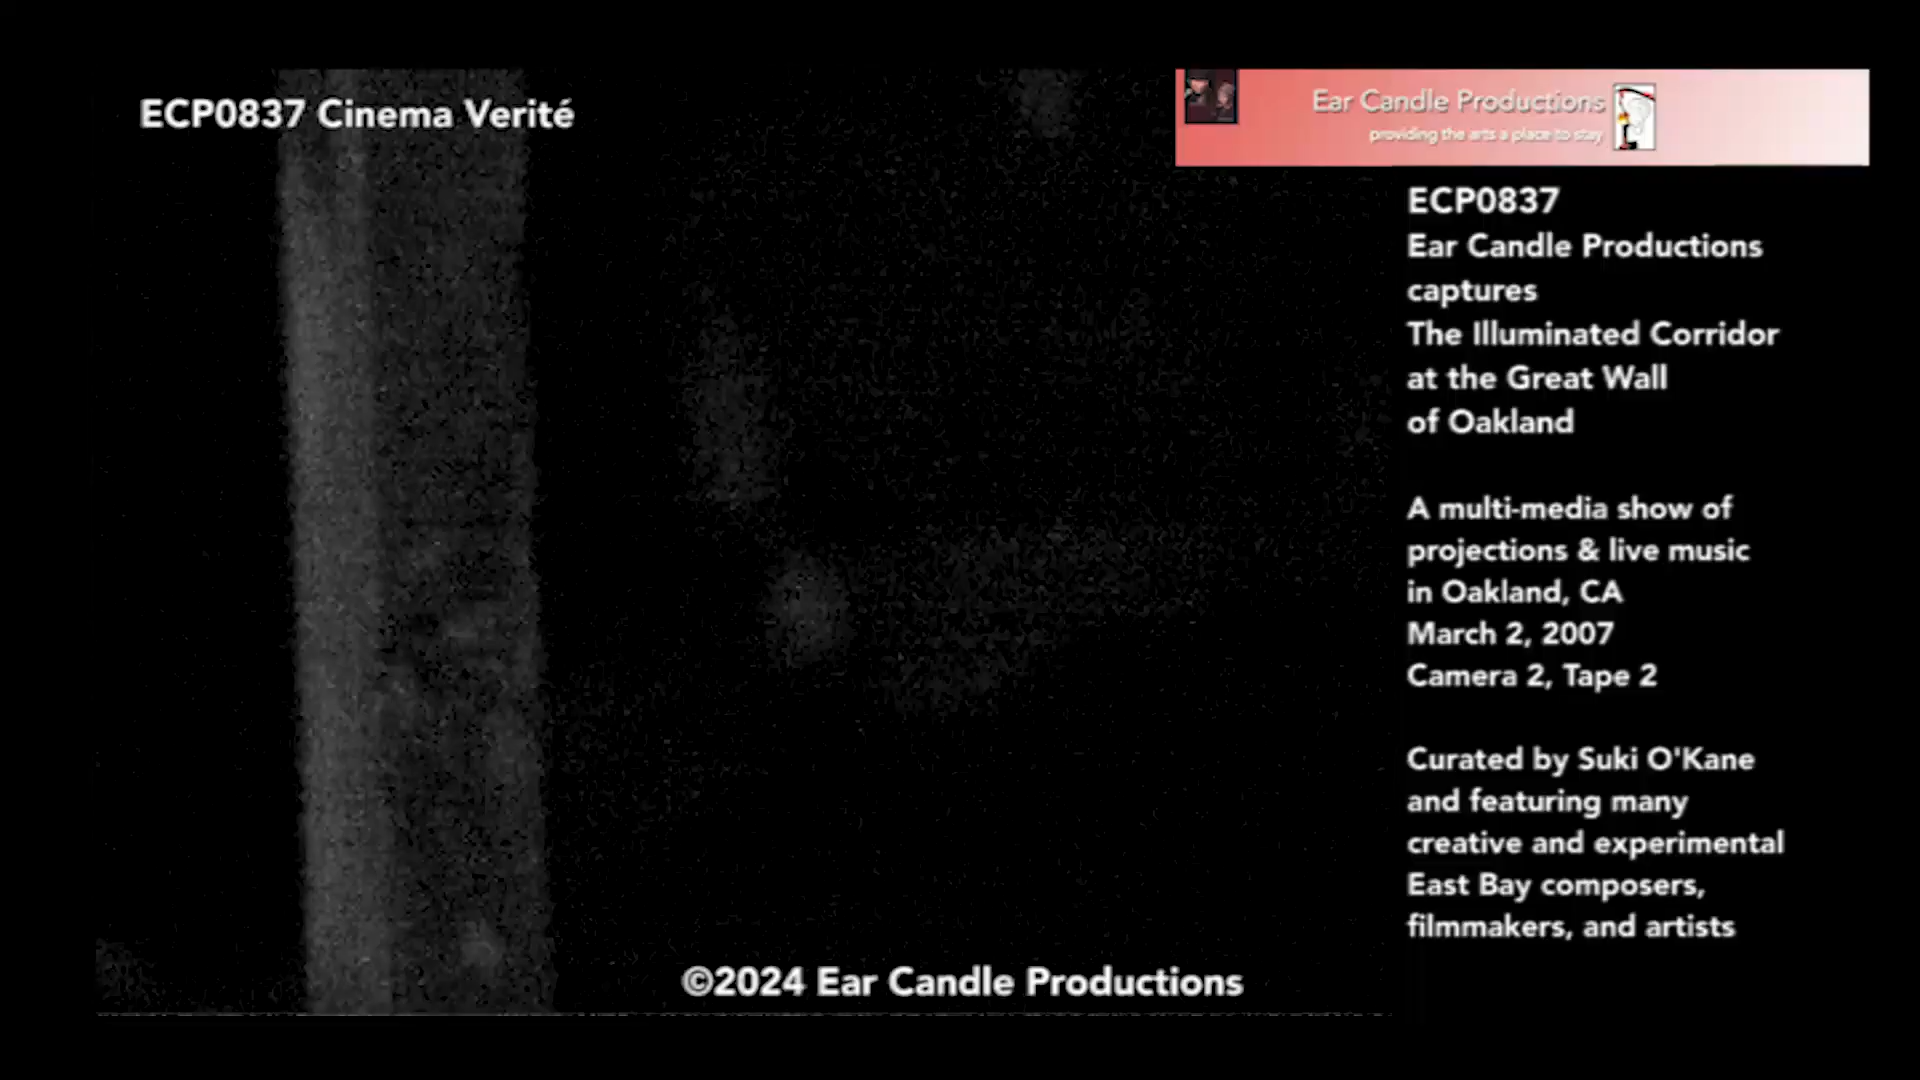 ECP0837 Cinema Verité
Ear Candle Productions
providing the arts a place to stay
ECP0837
Ear Candle Productions
captures
The Illuminated Corridor
at the Great Wall
of Oakland
A multi-media show of
projections & live music
in Oakland, CA
March 2, 2007
Camera 2, Tape 2
Curated by Suki O'Kane
and featuring many
creative and experimental
East Bay composers,
filmmakers, and artists
©2024 Ear Candle Productions